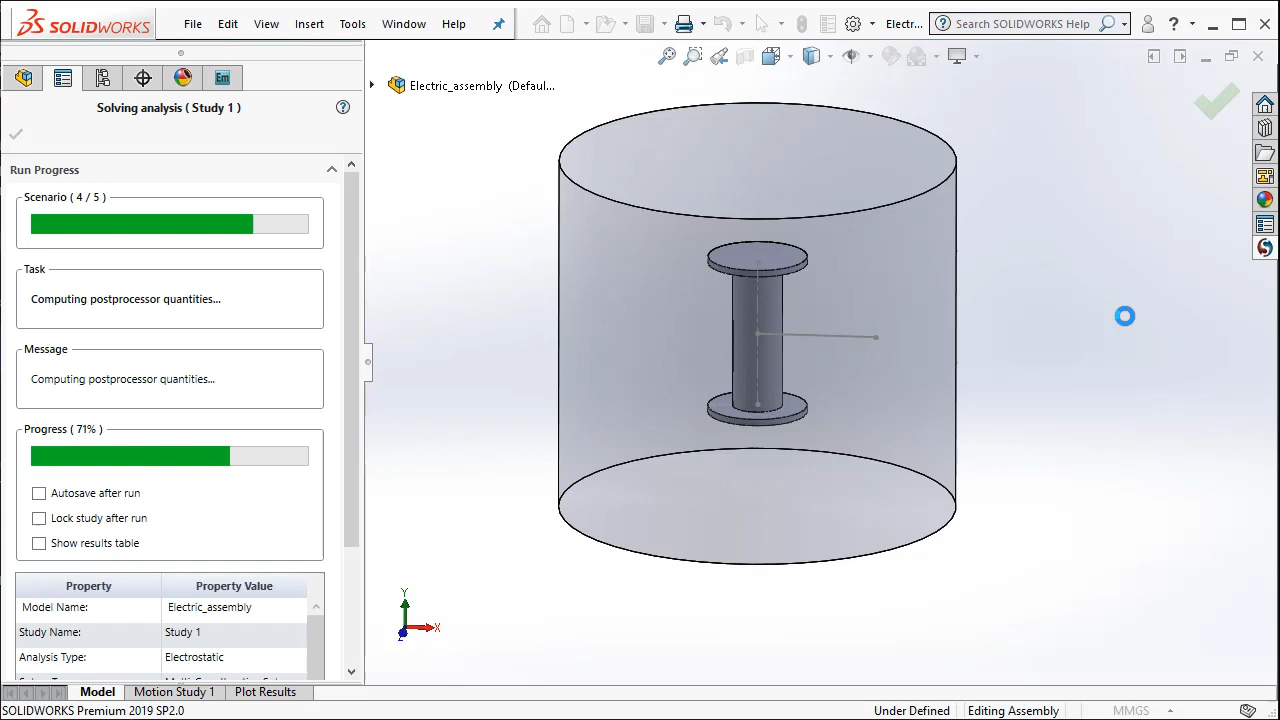 SOLIDWORKS
File Edit View Insert Tools Window Help
Electr...
Search SOLIDWORKS Help
Em
Electric_assembly (Defaul...
Solving analysis ( Study 1 )
Run Progress
Scenario ( 4 / 5 )
Task
Computing postprocessor quantities...
Message
Computing postprocessor quantities...
Progress ( 71% )
Autosave after run
Lock study after run
Show results table
Property Property Value
Model Name: Electric_assembly
Study Name: Study 1
Analysis Type: Electrostatic
Y
X
Z
Model Motion Study 1 Plot Results
SOLIDWORKS Premium 2019 SP2.0
Under Defined Editing Assembly MMGS